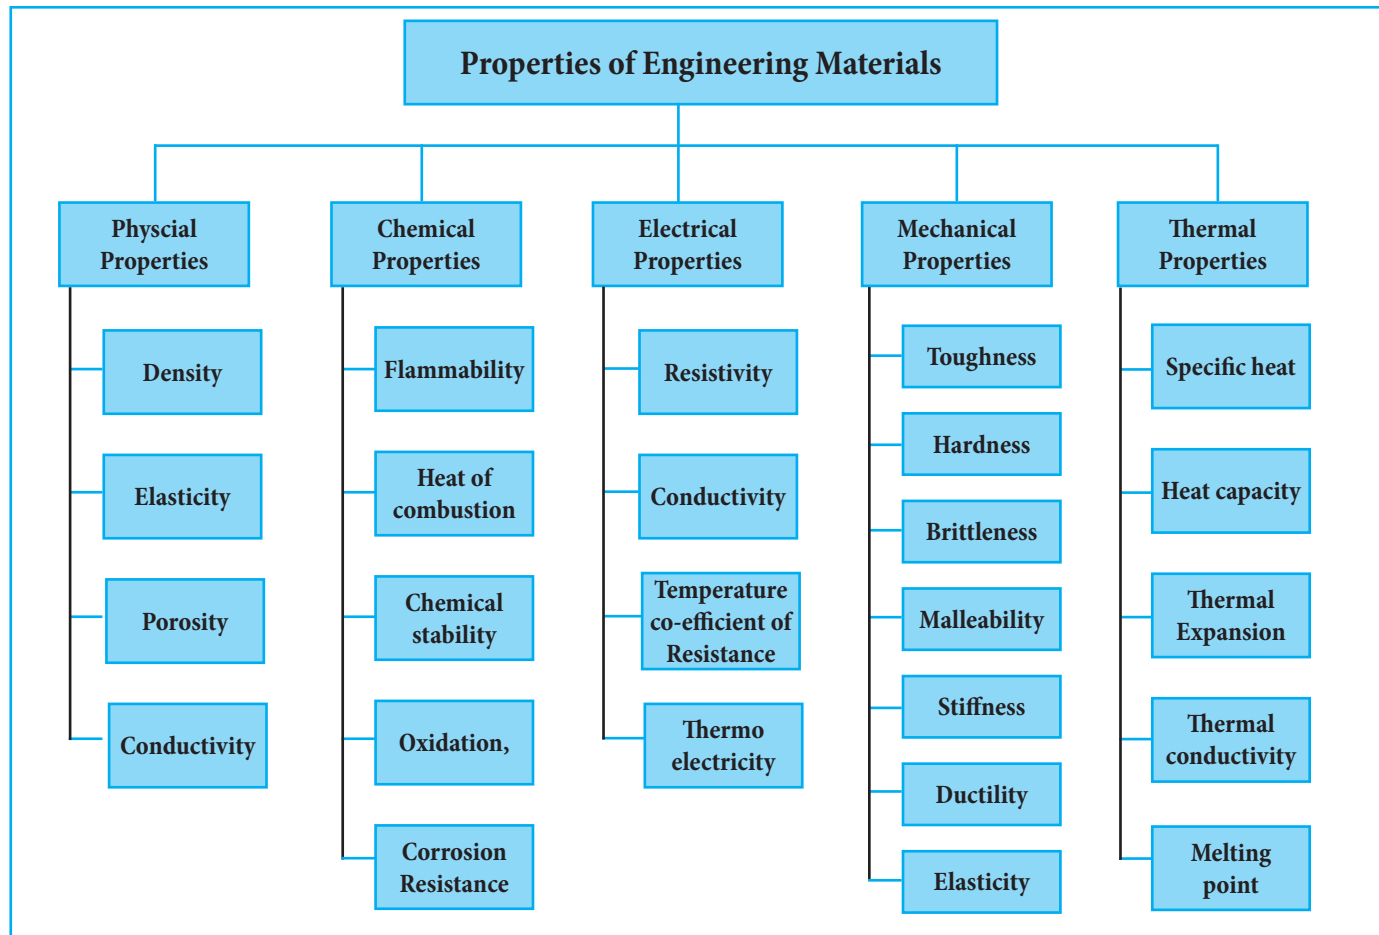 Properties of Engineering Materials
Physcial
Properties
Density
Elasticity
Porosity
Conductivity
Chemical
Properties
Flammability
Heat of
combustion
Chemical
stability
Oxidation,
Corrosion
Resistance
Electrical
Properties
Resistivity
Conductivity
Temperature
co-efficient of
Resistance
Thermo
electricity
Mechanical
Properties
Toughness
Hardness
Brittleness
Malleability
Stiffness
Ductility
Elasticity
Thermal
Properties
Specific heat
Heat capacity
Thermal
Expansion
Thermal
conductivity
Melting
point